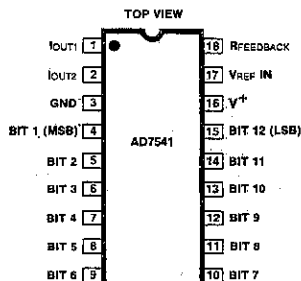 TOP VIEW
IOUT1 1 18 RFEEDBACK
IOUT2 2 17 VREF IN
GND 3 16 V+
BIT 1 (MSB) 4 15 BIT 12 (LSB)
AD7541
BIT 2 5 14 BIT 11
BIT 3 6 13 BIT 10
BIT 4 7 12 BIT 9
BIT 5 8 11 BIT 8
BIT 6 9 10 BIT 7